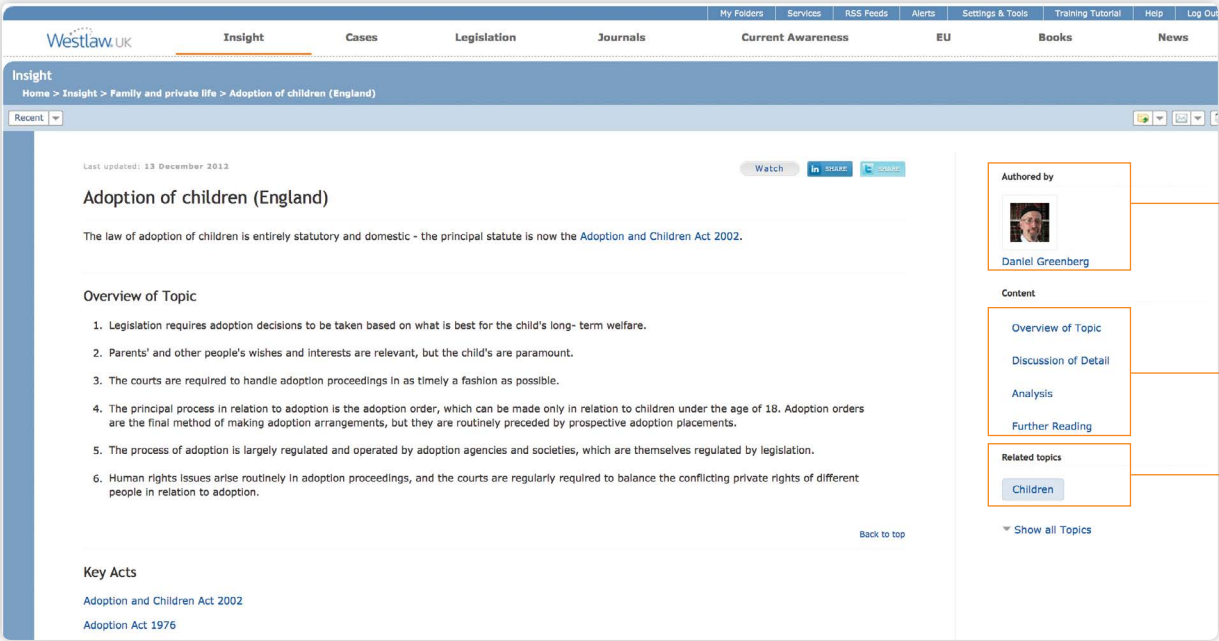 My Folders Services RSS Feeds Alerts Settings & Tools Training Tutorial Help Log Out
Westlaw.UK Insight Cases Legislation Journals Current Awareness EU Books News
Insight
Home > Insight > Family and private life > Adoption of children (England)
Recent
Last updated: 13 December 2012
Watch in SHARE SHARE
Adoption of children (England)
The law of adoption of children is entirely statutory and domestic - the principal statute is now the Adoption and Children Act 2002.
Overview of Topic
1. Legislation requires adoption decisions to be taken based on what is best for the child's long- term welfare.
2. Parents' and other people's wishes and interests are relevant, but the child's are paramount.
3. The courts are required to handle adoption proceedings in as timely a fashion as possible.
4. The principal process in relation to adoption is the adoption order, which can be made only in relation to children under the age of 18. Adoption orders
are the final method of making adoption arrangements, but they are routinely preceded by prospective adoption placements.
5. The process of adoption is largely regulated and operated by adoption agencies and societies, which are themselves regulated by legislation.
6. Human rights issues arise routinely in adoption proceedings, and the courts are regularly required to balance the conflicting private rights of different
people in relation to adoption.
Back to top
Key Acts
Adoption and Children Act 2002
Adoption Act 1976
Authored by
Daniel Greenberg
Content
Overview of Topic
Discussion of Detail
Analysis
Further Reading
Related topics
Children
Show all Topics